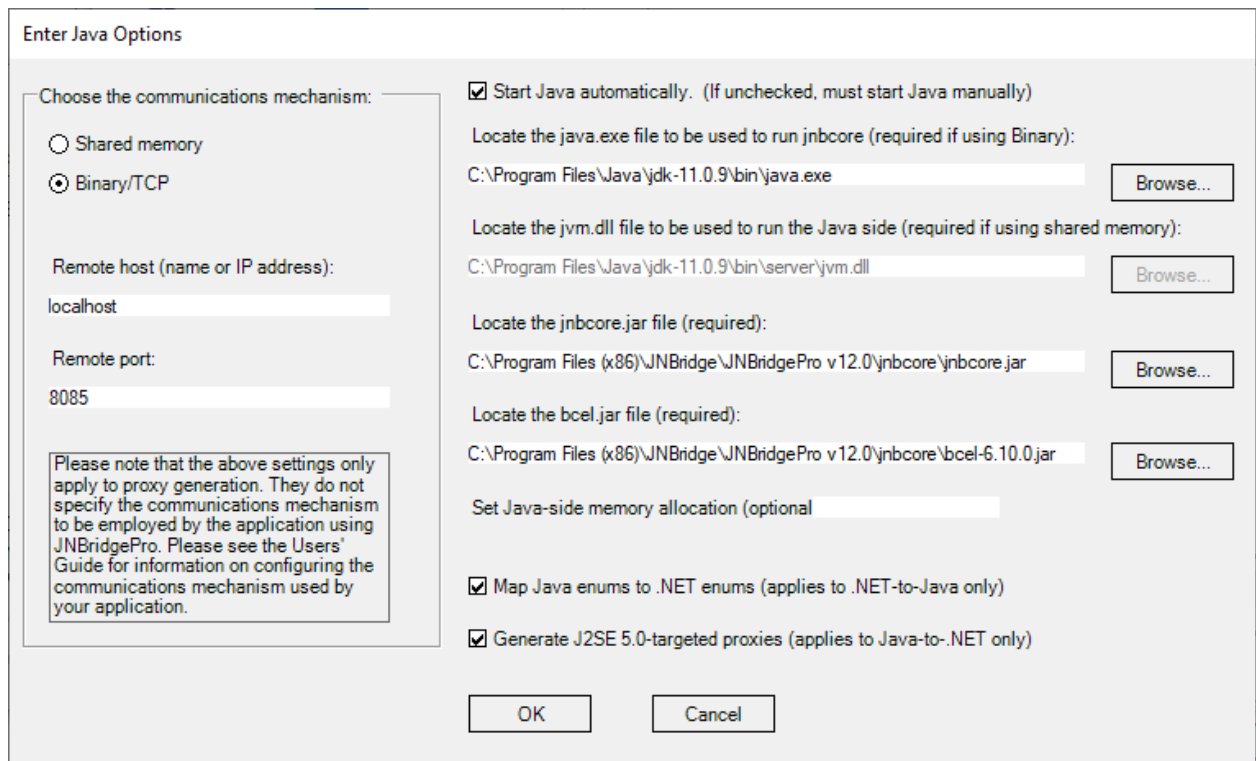 Enter Java Options
Choose the communications mechanism:
Shared memory
Binary/TCP
Remote host (name or IP address):
localhost
Remote port:
8085
Please note that the above settings only
apply to proxy generation. They do not
specify the communications mechanism
to be employed by the application using
JNBridgePro. Please see the Users'
Guide for information on configuring the
communications mechanism used by
your application.
Start Java automatically. (If unchecked, must start Java manually)
Locate the java.exe file to be used to run jnbcore (required if using Binary):
C:\Program Files\Java\jdk-11.0.9\bin\java.exe
Browse...
Locate the jvm.dll file to be used to run the Java side (required if using shared memory):
C:\Program Files\Java\jdk-11.0.9\bin\server\jvm.dll
Browse...
Locate the jnbcore.jar file (required):
C:\Program Files (x86)\JNBridge\JNBridgePro v12.0\jnbcore\jnbcore.jar
Browse...
Locate the bcel.jar file (required):
C:\Program Files (x86)\JNBridge\JNBridgePro v12.0\jnbcore\bcel-6.10.0.jar
Browse...
Set Java-side memory allocation (optional
Map Java enums to .NET enums (applies to .NET-to-Java only)
Generate J2SE 5.0-targeted proxies (applies to Java-to-.NET only)
OK
Cancel